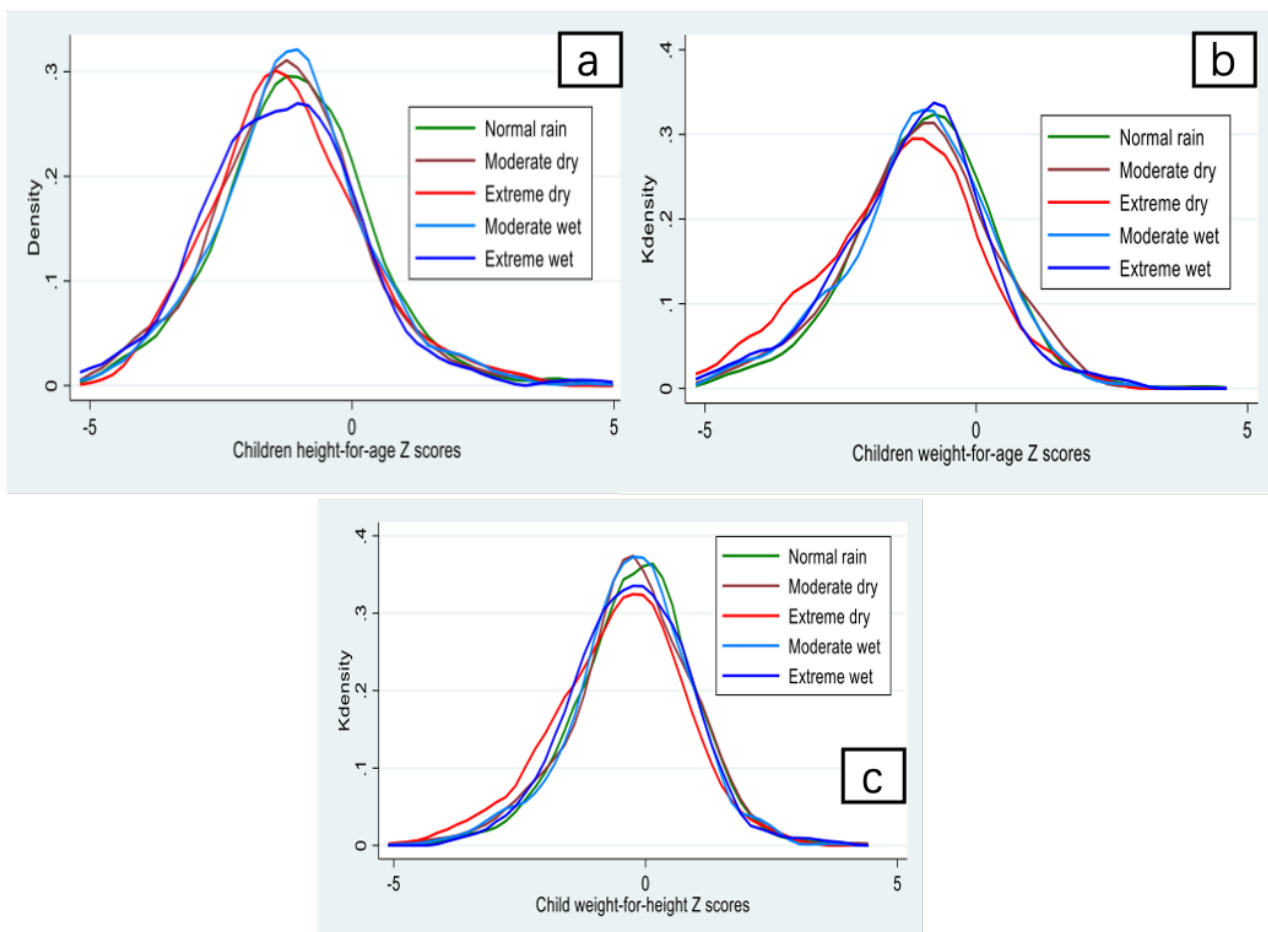 a
.3
.2
.1
0
Density
Normal rain
Moderate dry
Extreme dry
Moderate wet
Extreme wet
-5
0
5
Children height-for-age Z scores
b
.4
.3
.2
.1
0
Kdensity
Normal rain
Moderate dry
Extreme dry
Moderate wet
Extreme wet
-5
0
5
Children weight-for-age Z scores
.4
.3
.2
.1
0
Kdensity
Normal rain
Moderate dry
Extreme dry
Moderate wet
Extreme wet
c
-5
0
5
Child weight-for-height Z scores